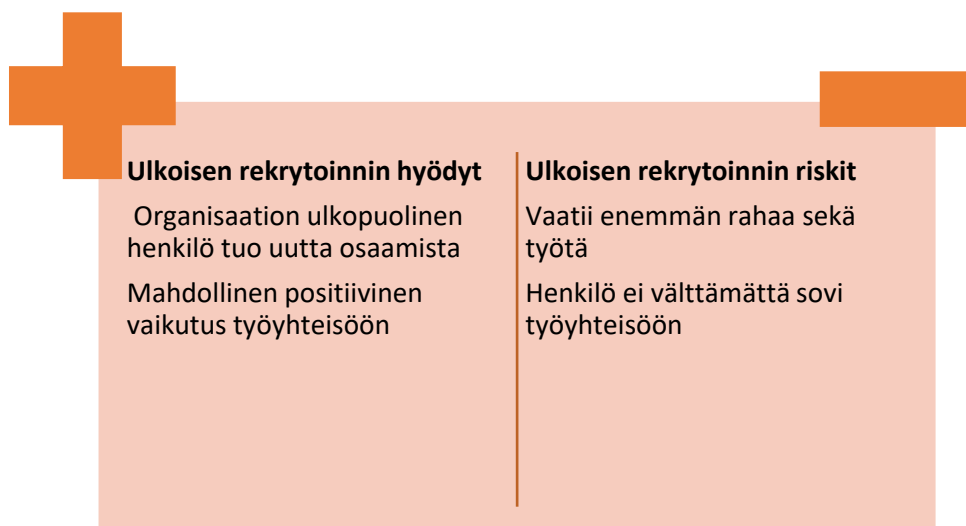 Ulkoisen rekrytoinnin hyödyt
Organisaation ulkopuolinen
henkilö tuo uutta osaamista
Mahdollinen positiivinen
vaikutus työyhteisöön
Ulkoisen rekrytoinnin riskit
Vaatii enemmän rahaa sekä
työtä
Henkilö ei välttämättä sovi
työyhteisöön